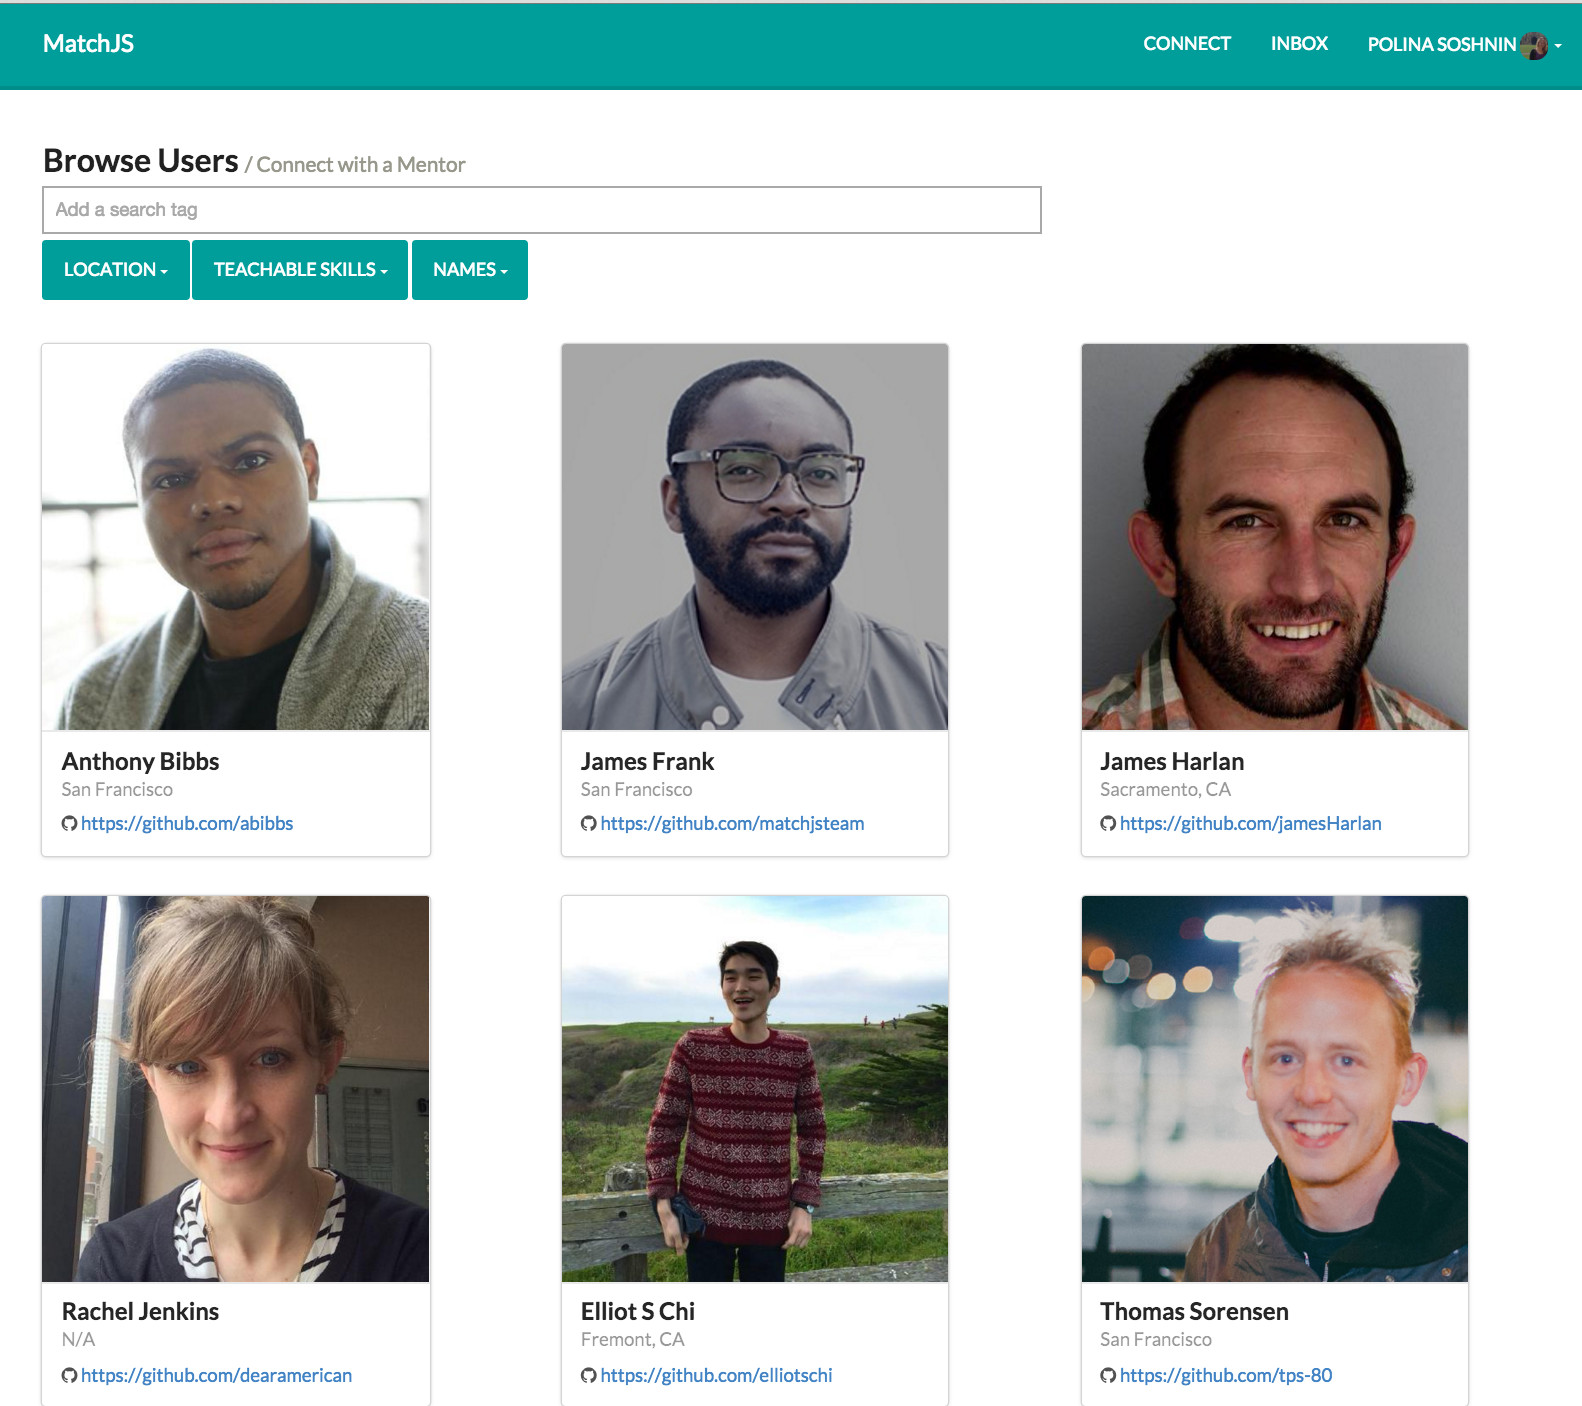 MatchJS
CONNECT
INBOX
POLINA SOSHNIN
Browse Users / Connect with a Mentor
Add a search tag
LOCATION
TEACHABLE SKILLS
NAMES
Anthony Bibbs
San Francisco
https://github.com/abibbs
James Frank
San Francisco
https://github.com/matchjsteam
James Harlan
Sacramento, CA
https://github.com/jamesHarlan
Rachel Jenkins
N/A
https://github.com/dearamerican
Elliot S Chi
Fremont, CA
https://github.com/elliotschi
Thomas Sorensen
San Francisco
https://github.com/tps-80